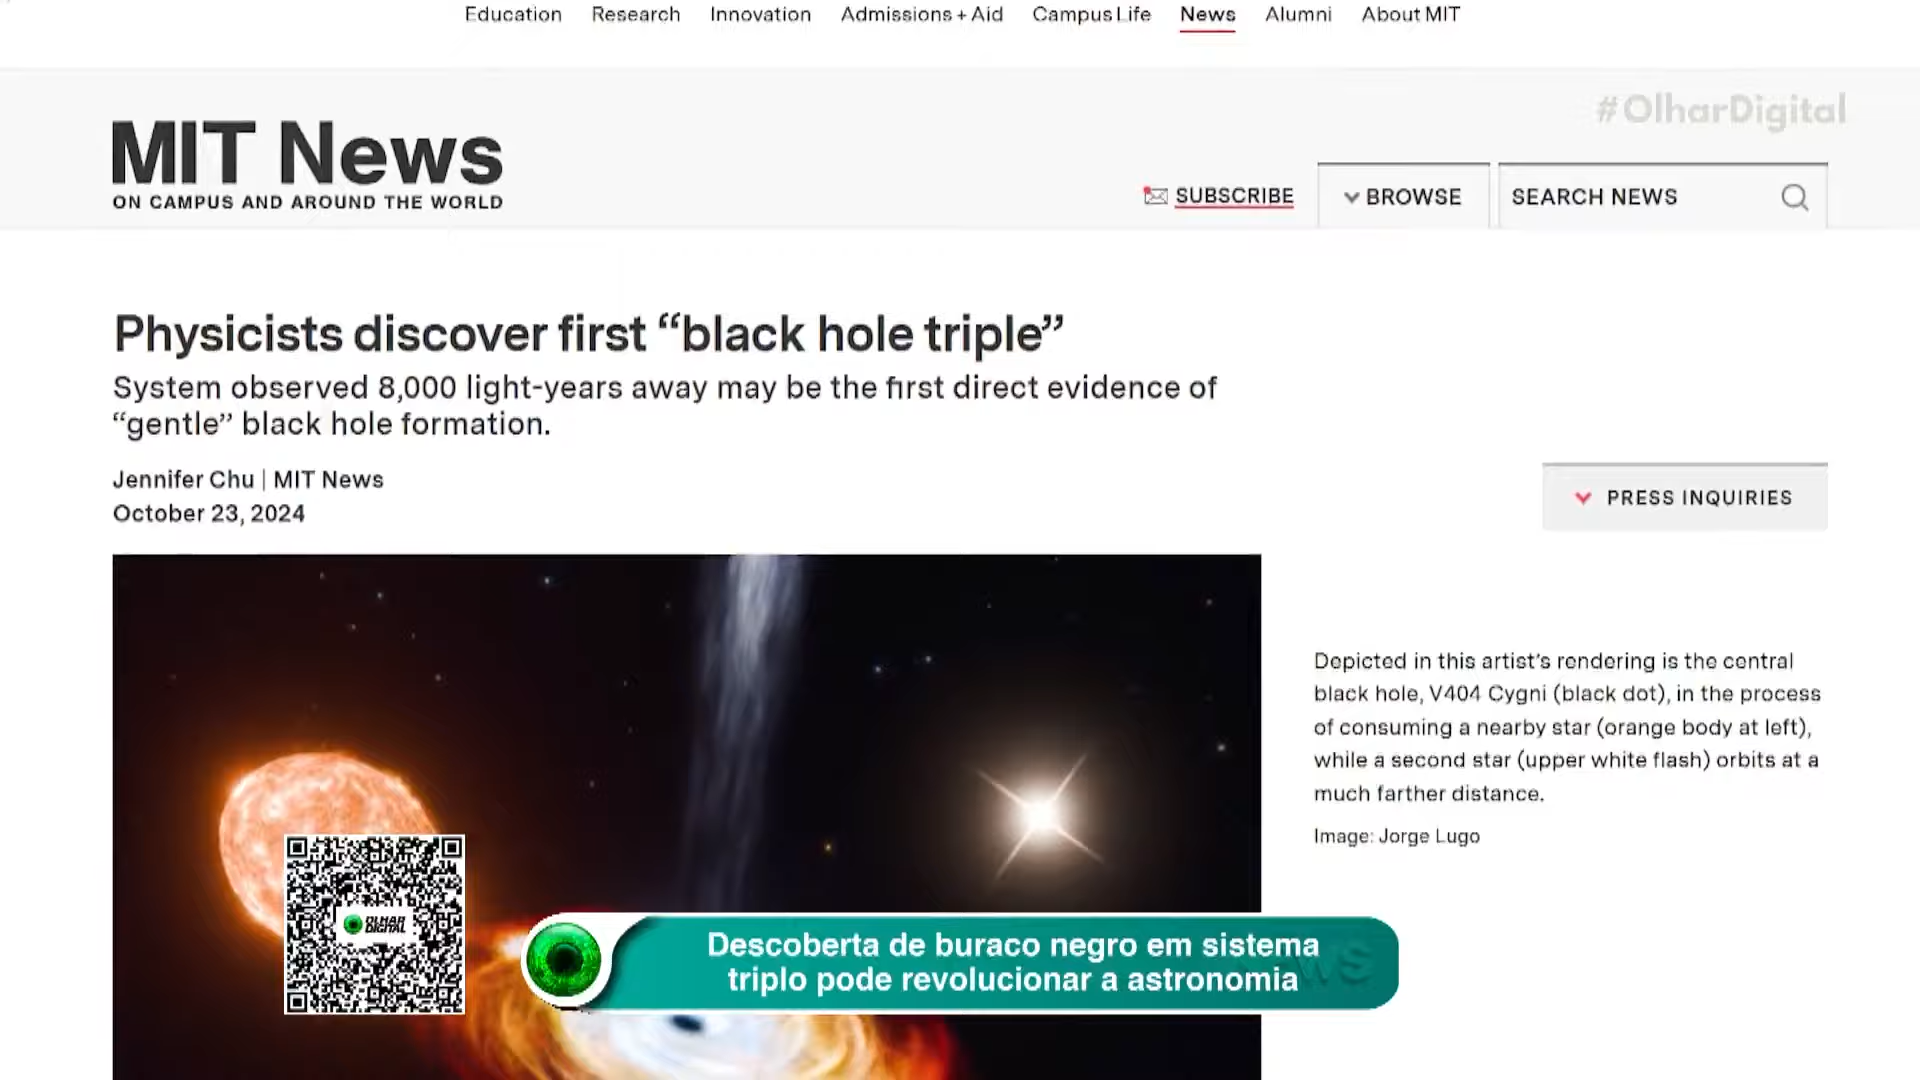 Education Research Innovation Admissions + Aid Campus Life News Alumni About MIT
#OlharDigital
MIT News
ON CAMPUS AND AROUND THE WORLD
SUBSCRIBE
BROWSE
SEARCH NEWS
Physicists discover first “black hole triple”
System observed 8,000 light-years away may be the first direct evidence of
“gentle” black hole formation.
Jennifer Chu | MIT News
October 23, 2024
PRESS INQUIRIES
Depicted in this artist’s rendering is the central
black hole, V404 Cygni (black dot), in the process
of consuming a nearby star (orange body at left),
while a second star (upper white flash) orbits at a
much farther distance.
Image: Jorge Lugo
OLHAR
DIGITAL
Descoberta de buraco negro em sistema
triplo pode revolucionar a astronomia